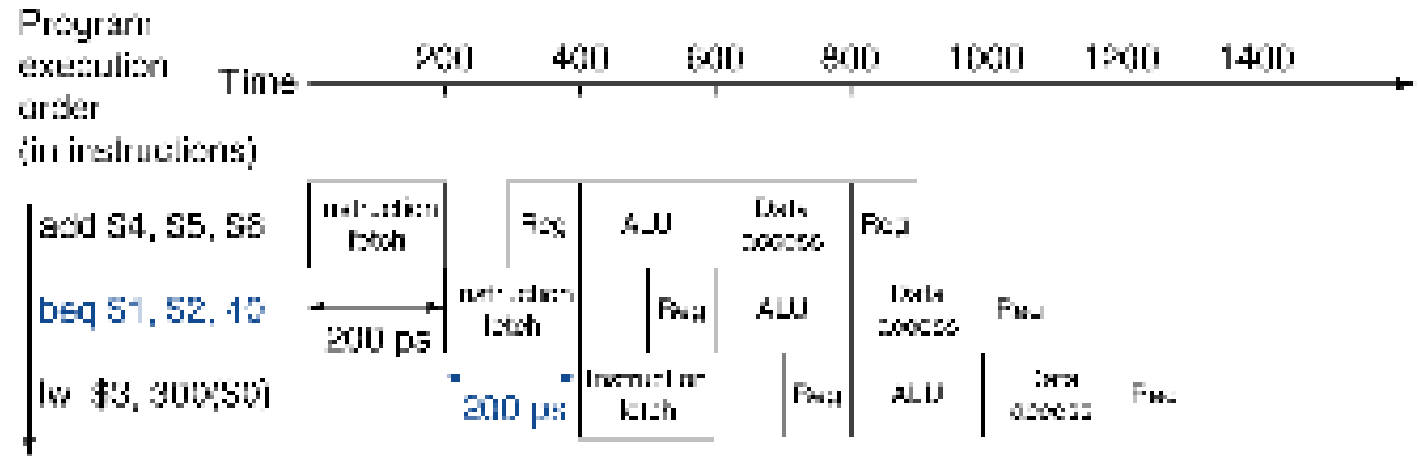 Program
execution
order
(in instructions)
Time
200 400 600 800 1000 1200 1400
add $4, $5, $6
Instruction fetch
Reg
ALU
Data access
Reg
beq $1, $2, 40
200 ps
Instruction fetch
Reg
ALU
Data access
Reg
lw $3, 300($0)
200 ps
Instruction fetch
Reg
ALU
Data access
Reg